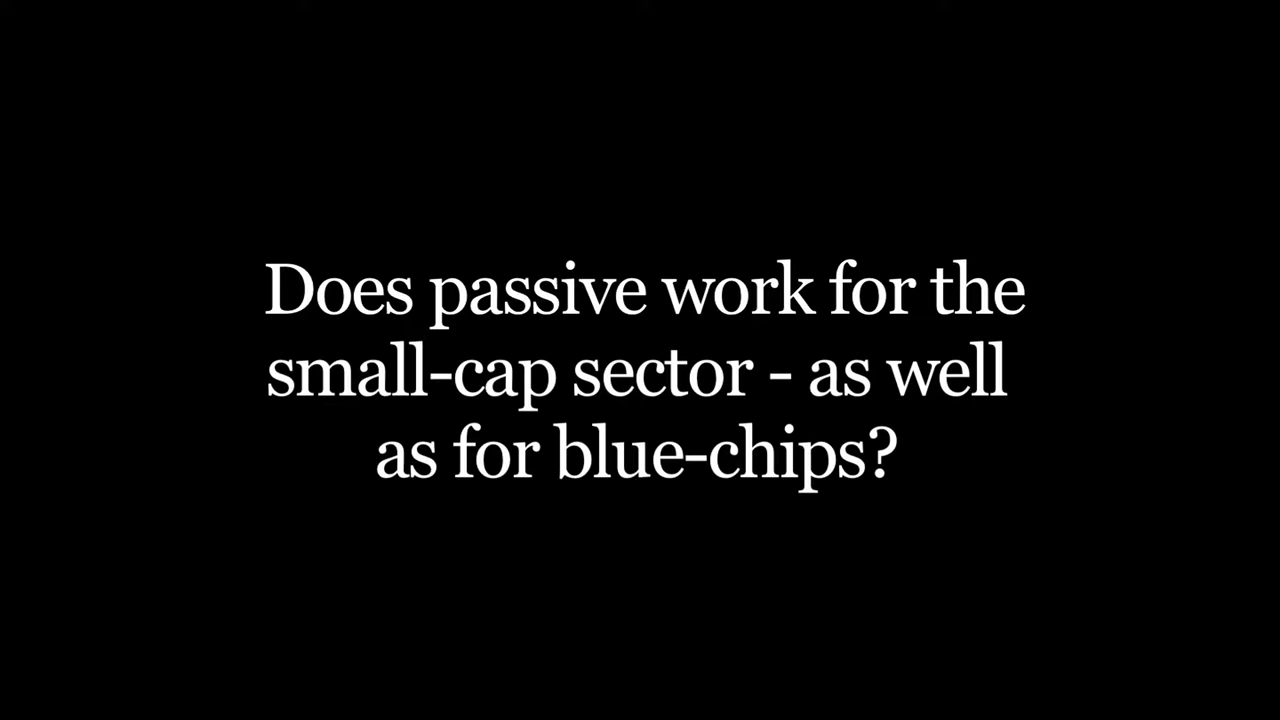 Does passive work for the
small-cap sector - as well
as for blue-chips?